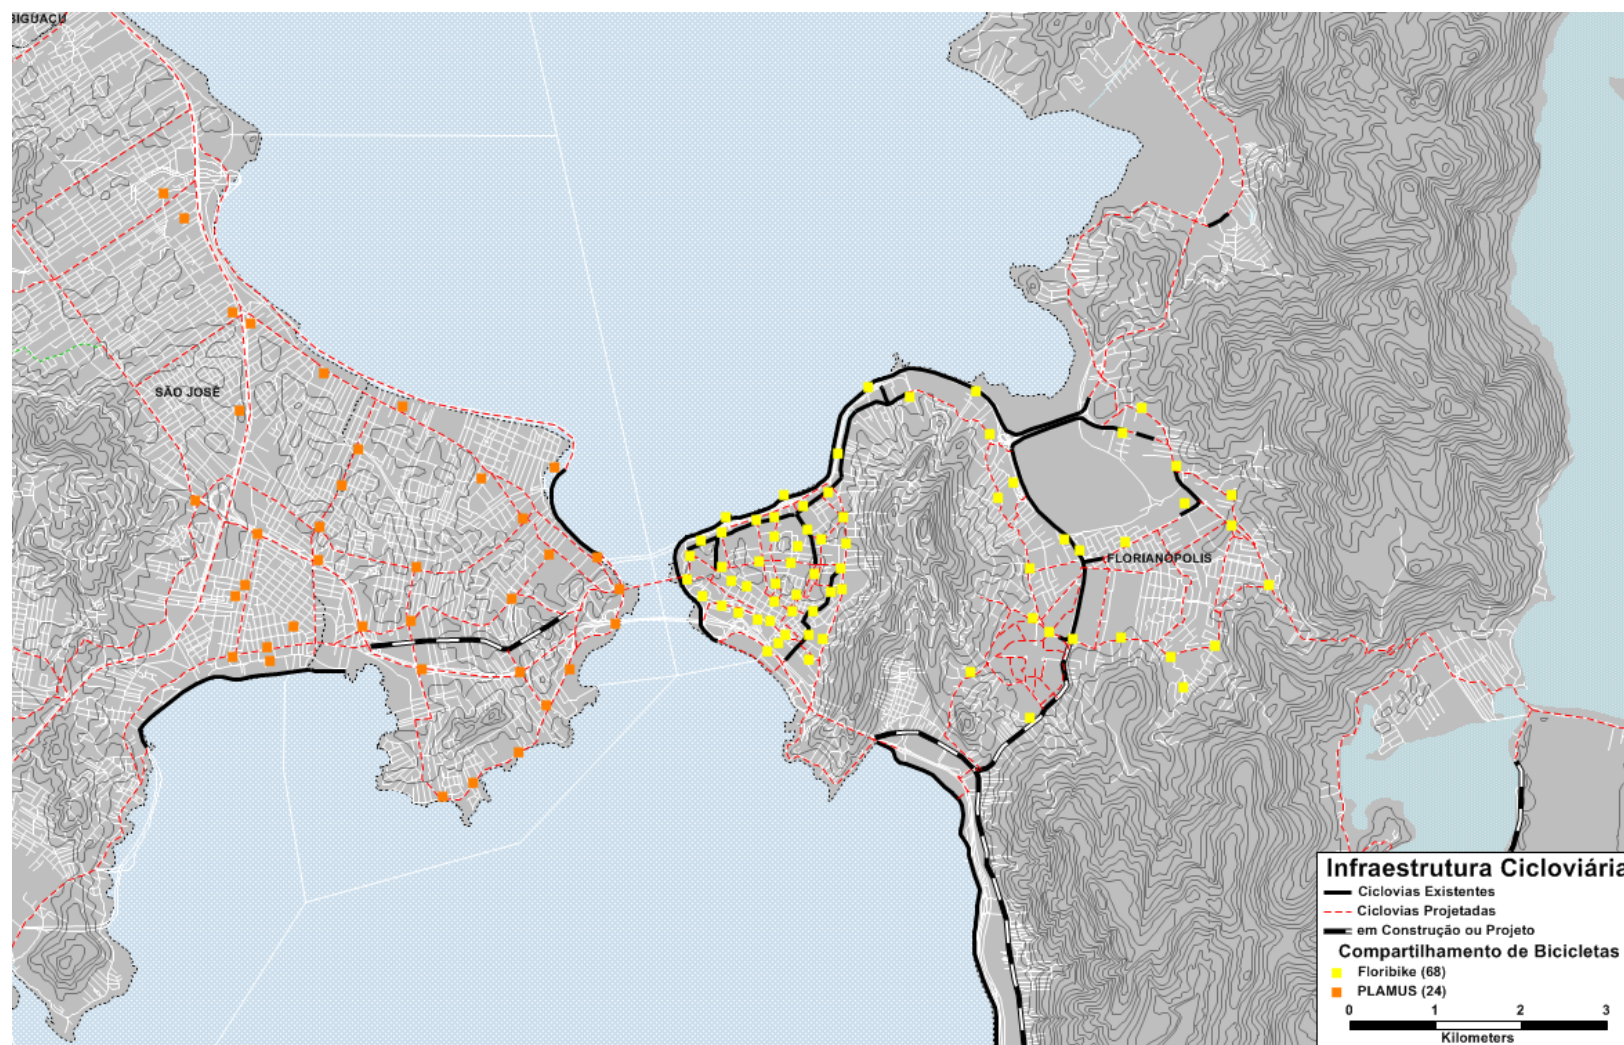 BIGUAÇU
SÃO JOSÉ
FLORIANÓPOLIS
Infraestrutura Cicloviária
Ciclovias Existentes
Ciclovias Projetadas
em Construção ou Projeto
Compartilhamento de Bicicletas
Floribike (68)
PLAMUS (24)
0 1 2 3
Kilometers